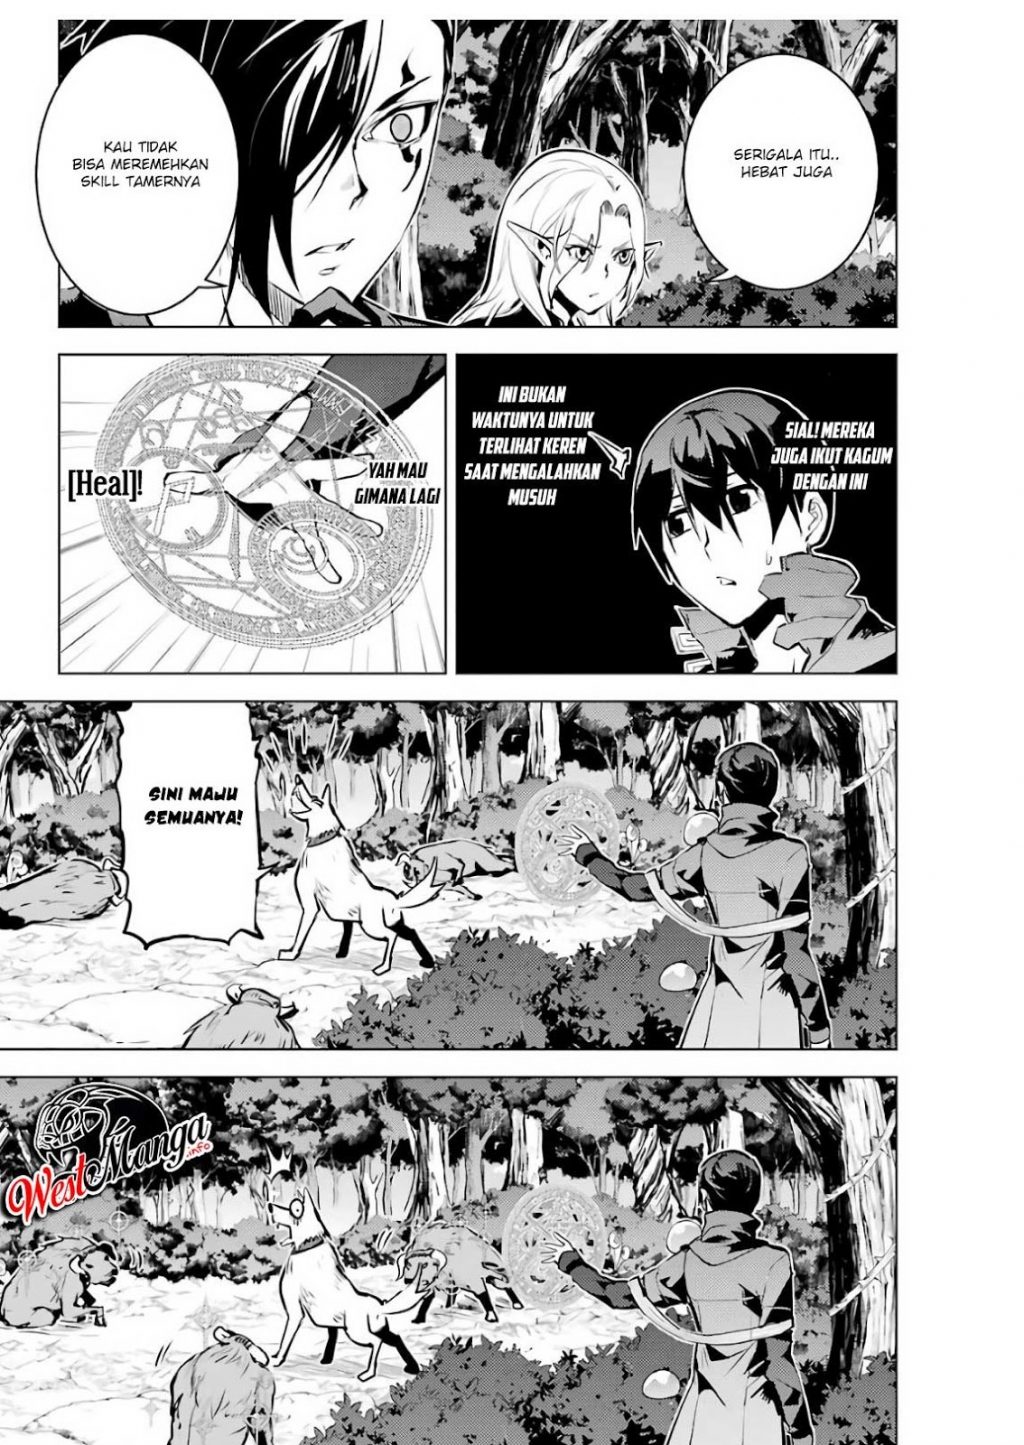 SERIGALA ITU..
HEBAT JUGA
KAU TIDAK
BISA MEREMEHKAN
SKILL TAMERNYA
SIAL! MEREKA
JUGA IKUT KAGUM
DENGAN INI
INI BUKAN
WAKTUNYA UNTUK
TERLIHAT KEREN
SAAT MENGALAHKAN
MUSUH
YAH MAU
GIMANA LAGI
[Heal]!
SINI MAJU
SEMUANYA!
WestManga
.info